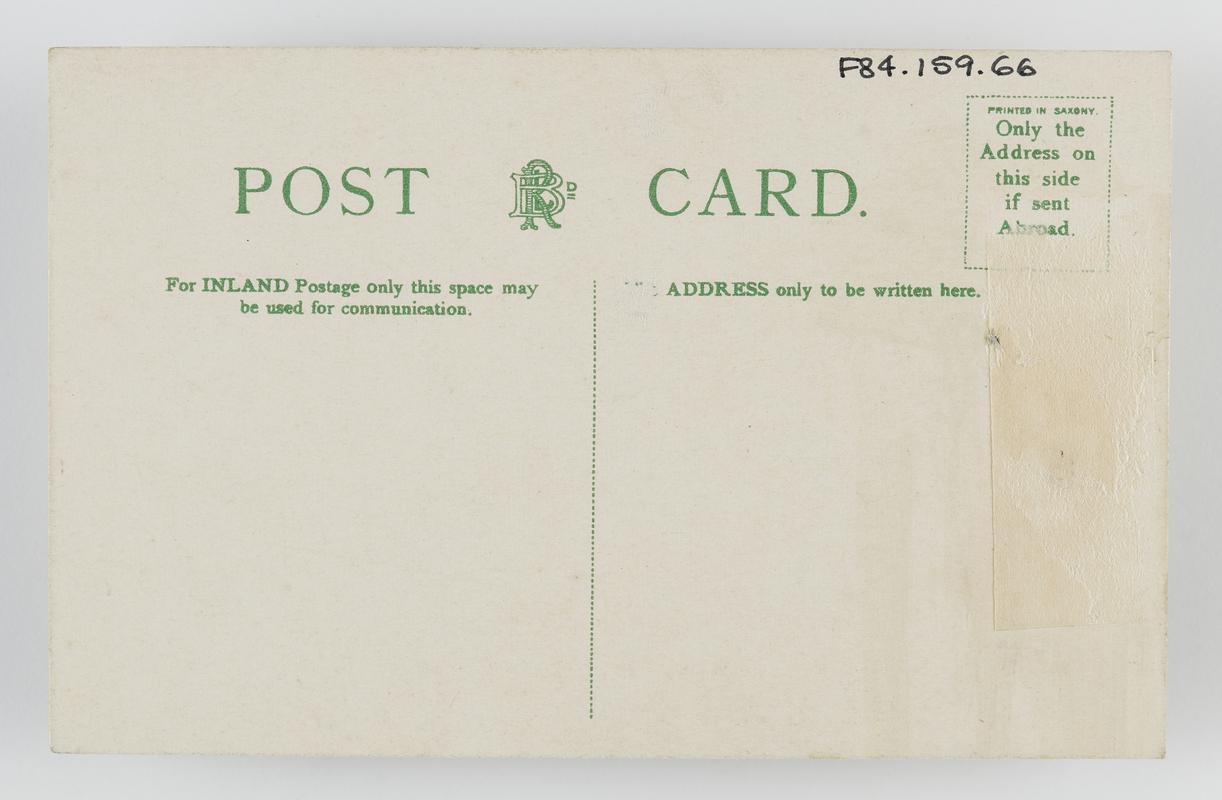 F84.159.66
PRINTED IN SAXONY.
Only the
Address on
this side
if sent
Abroad.
POST CARD.
For INLAND Postage only this space may
be used for communication.
ADDRESS only to be written here.